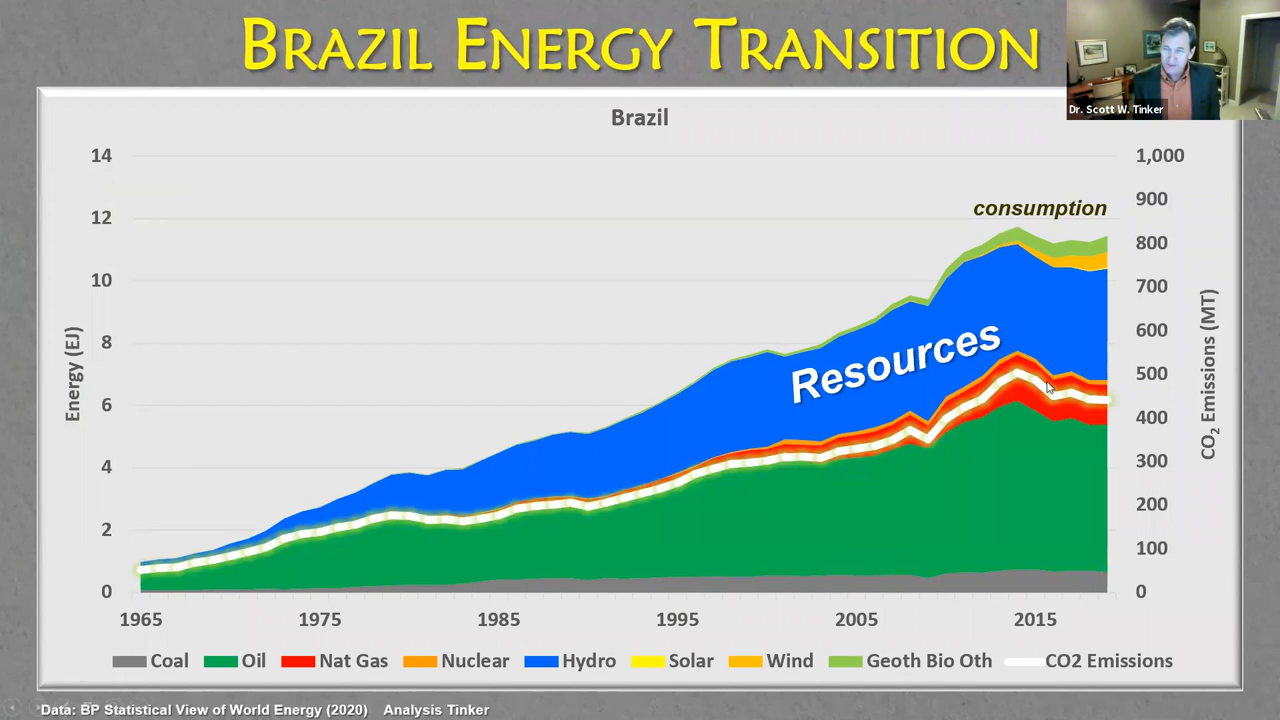 BRAZIL ENERGY TRANSITION
Dr. Scott W. Tinker
Brazil
14
12
10
8
6
4
2
0
Energy (EJ)
1,000
900
800
700
600
500
400
300
200
100
0
CO2 Emissions (MT)
consumption
Resources
1965 1975 1985 1995 2005 2015
Coal Oil Nat Gas Nuclear Hydro Solar Wind Geoth Bio Oth CO2 Emissions
Data: BP Statistical View of World Energy (2020) Analysis Tinker